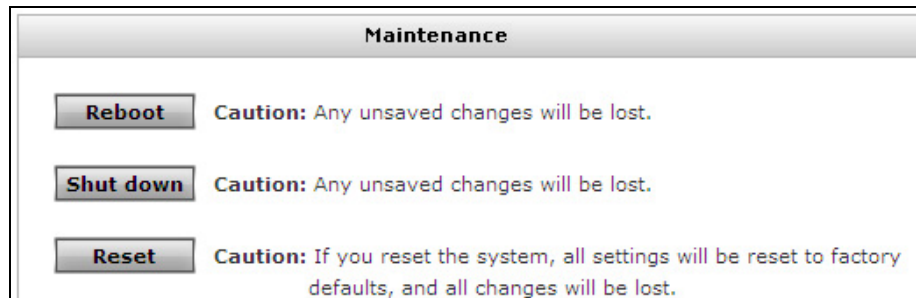 Maintenance
Reboot Caution: Any unsaved changes will be lost.
Shut down Caution: Any unsaved changes will be lost.
Reset Caution: If you reset the system, all settings will be reset to factory
defaults, and all changes will be lost.